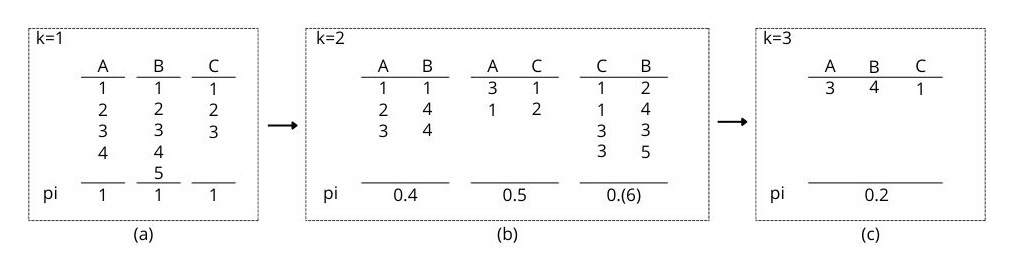 k=1 k=2 k=3
A B C A B A C C B A B C
1 1 1 1 1 3 1 1 2 3 4 1
2 2 2 2 4 1 2 1 4
3 3 3 3 4 3 3
4 4 3 5
5
pi 1 1 1 pi 0.4 0.5 0.(6) pi 0.2
(a) (b) (c)